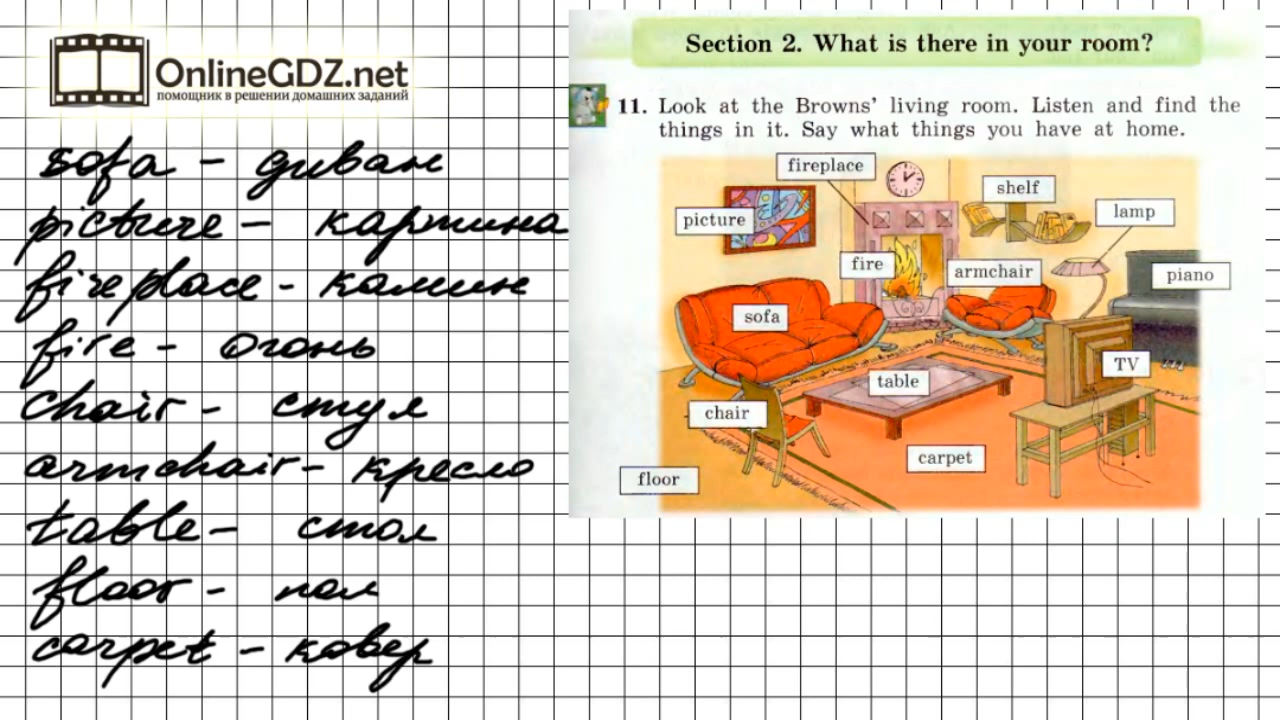 OnlineGDZ.net
помощник в решении домашних заданий
sofa - диван
picture - картина
fireplace - камин
fire - огонь
chair - стул
armchair - кресло
table - стол
floor - пол
carpet - ковер
Section 2. What is there in your room?
11. Look at the Browns' living room. Listen and find the
things in it. Say what things you have at home.
fireplace
shelf
picture
lamp
fire
armchair
piano
sofa
TV
table
chair
carpet
floor